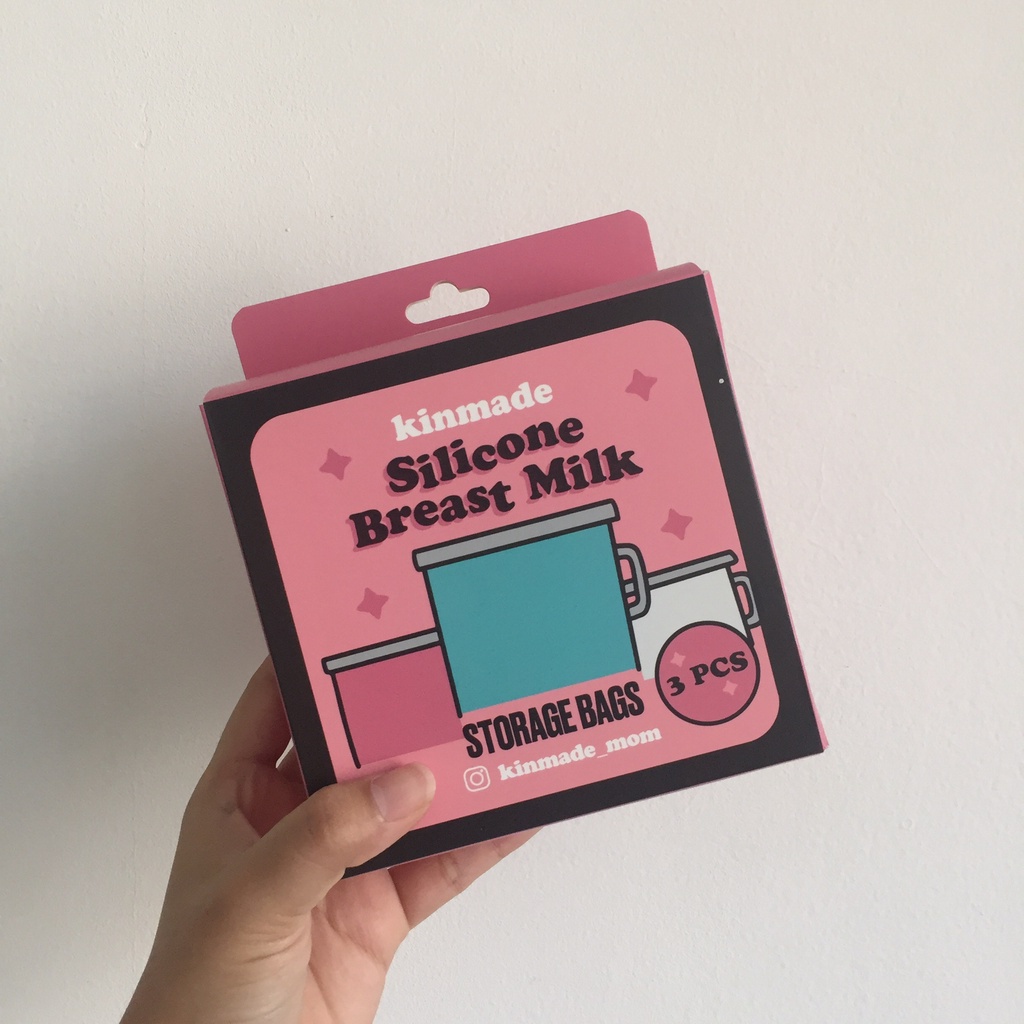 kinmade
Silicone
Breast Milk
3 PCS
STORAGE BAGS
kinmade_mom